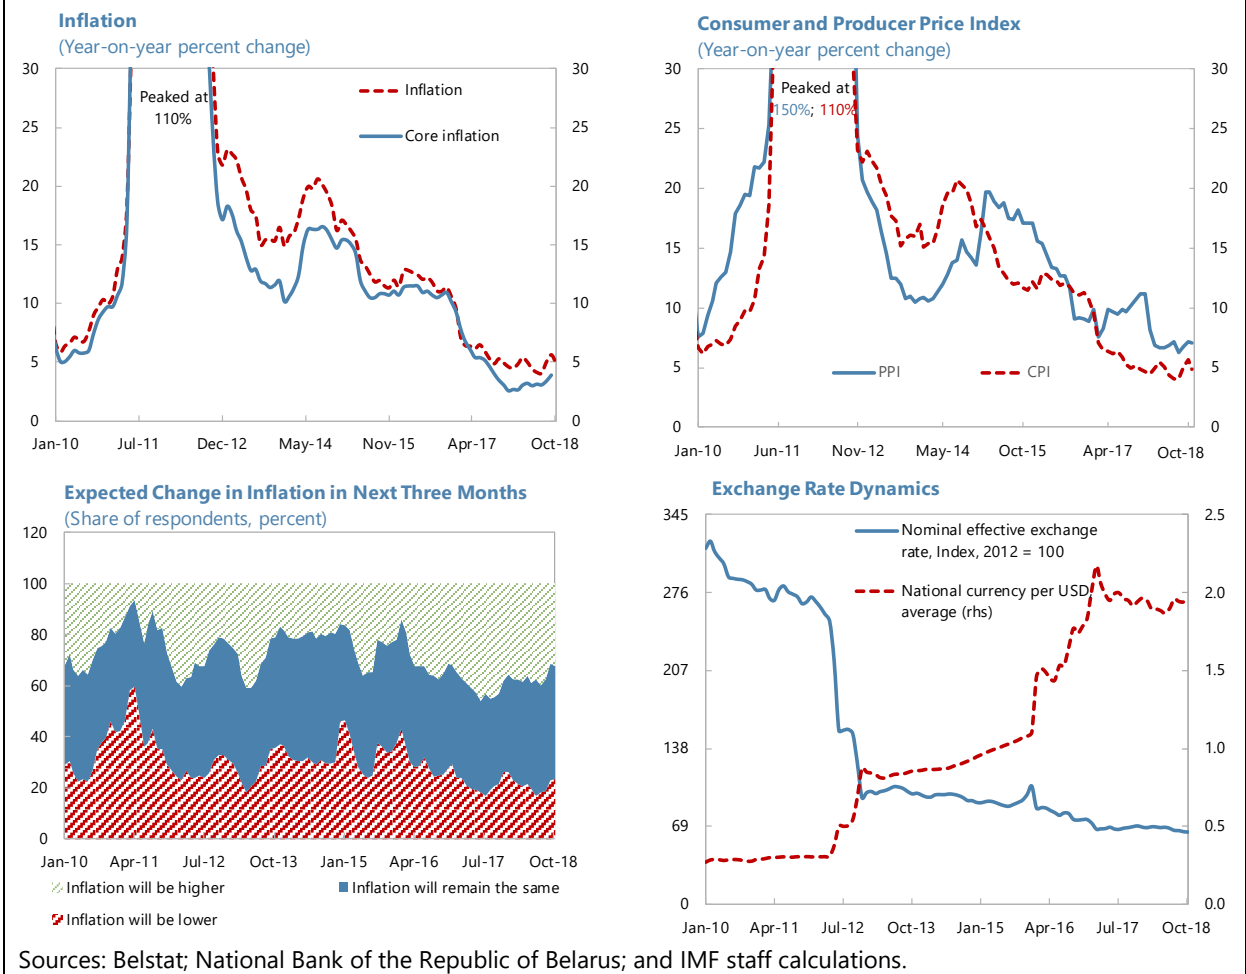 Inflation
(Year-on-year percent change)
30 30
25 25
20 20
15 15
10 10
5 5
0 0
Peaked at
110%
Inflation
Core inflation
Jan-10 Jul-11 Dec-12 May-14 Nov-15 Apr-17 Oct-18
Consumer and Producer Price Index
(Year-on-year percent change)
30 30
25 25
20 20
15 15
10 10
5 5
0 0
Peaked at
150%; 110%
PPI CPI
Jan-10 Jun-11 Nov-12 May-14 Oct-15 Apr-17 Oct-18
Expected Change in Inflation in Next Three Months
(Share of respondents, percent)
120
100
80
60
40
20
0
Jan-10 Apr-11 Jul-12 Oct-13 Jan-15 Apr-16 Jul-17 Oct-18
Inflation will be higher Inflation will remain the same
Inflation will be lower
Exchange Rate Dynamics
345 2.5
276 2.0
207 1.5
138 1.0
69 0.5
0 0.0
Nominal effective exchange
rate, Index, 2012 = 100
National currency per USD,
average (rhs)
Jan-10 Apr-11 Jul-12 Oct-13 Jan-15 Apr-16 Jul-17 Oct-18
Sources: Belstat; National Bank of the Republic of Belarus; and IMF staff calculations.